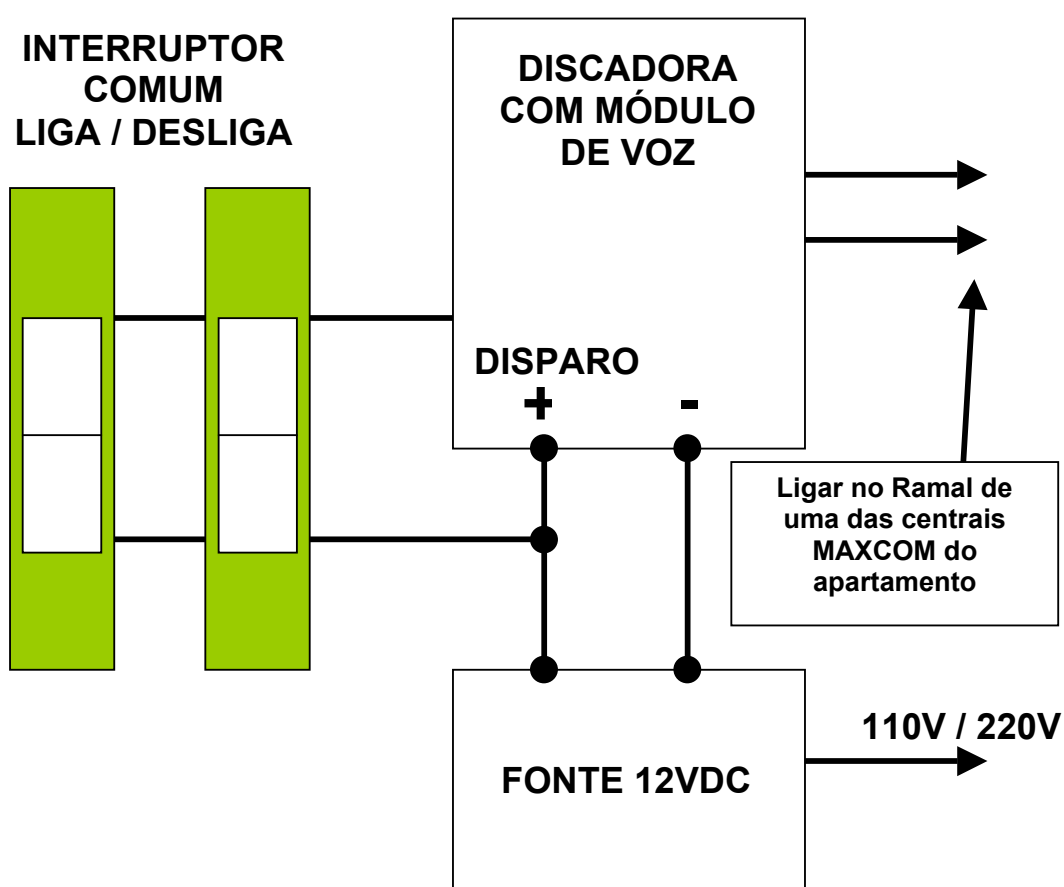 INTERRUPTOR
COMUM
LIGA / DESLIGA
DISCADORA
COM MÓDULO
DE VOZ
DISPARO
+ -
Ligar no Ramal de
uma das centrais
MAXCOM do
apartamento
110V / 220V
FONTE 12VDC